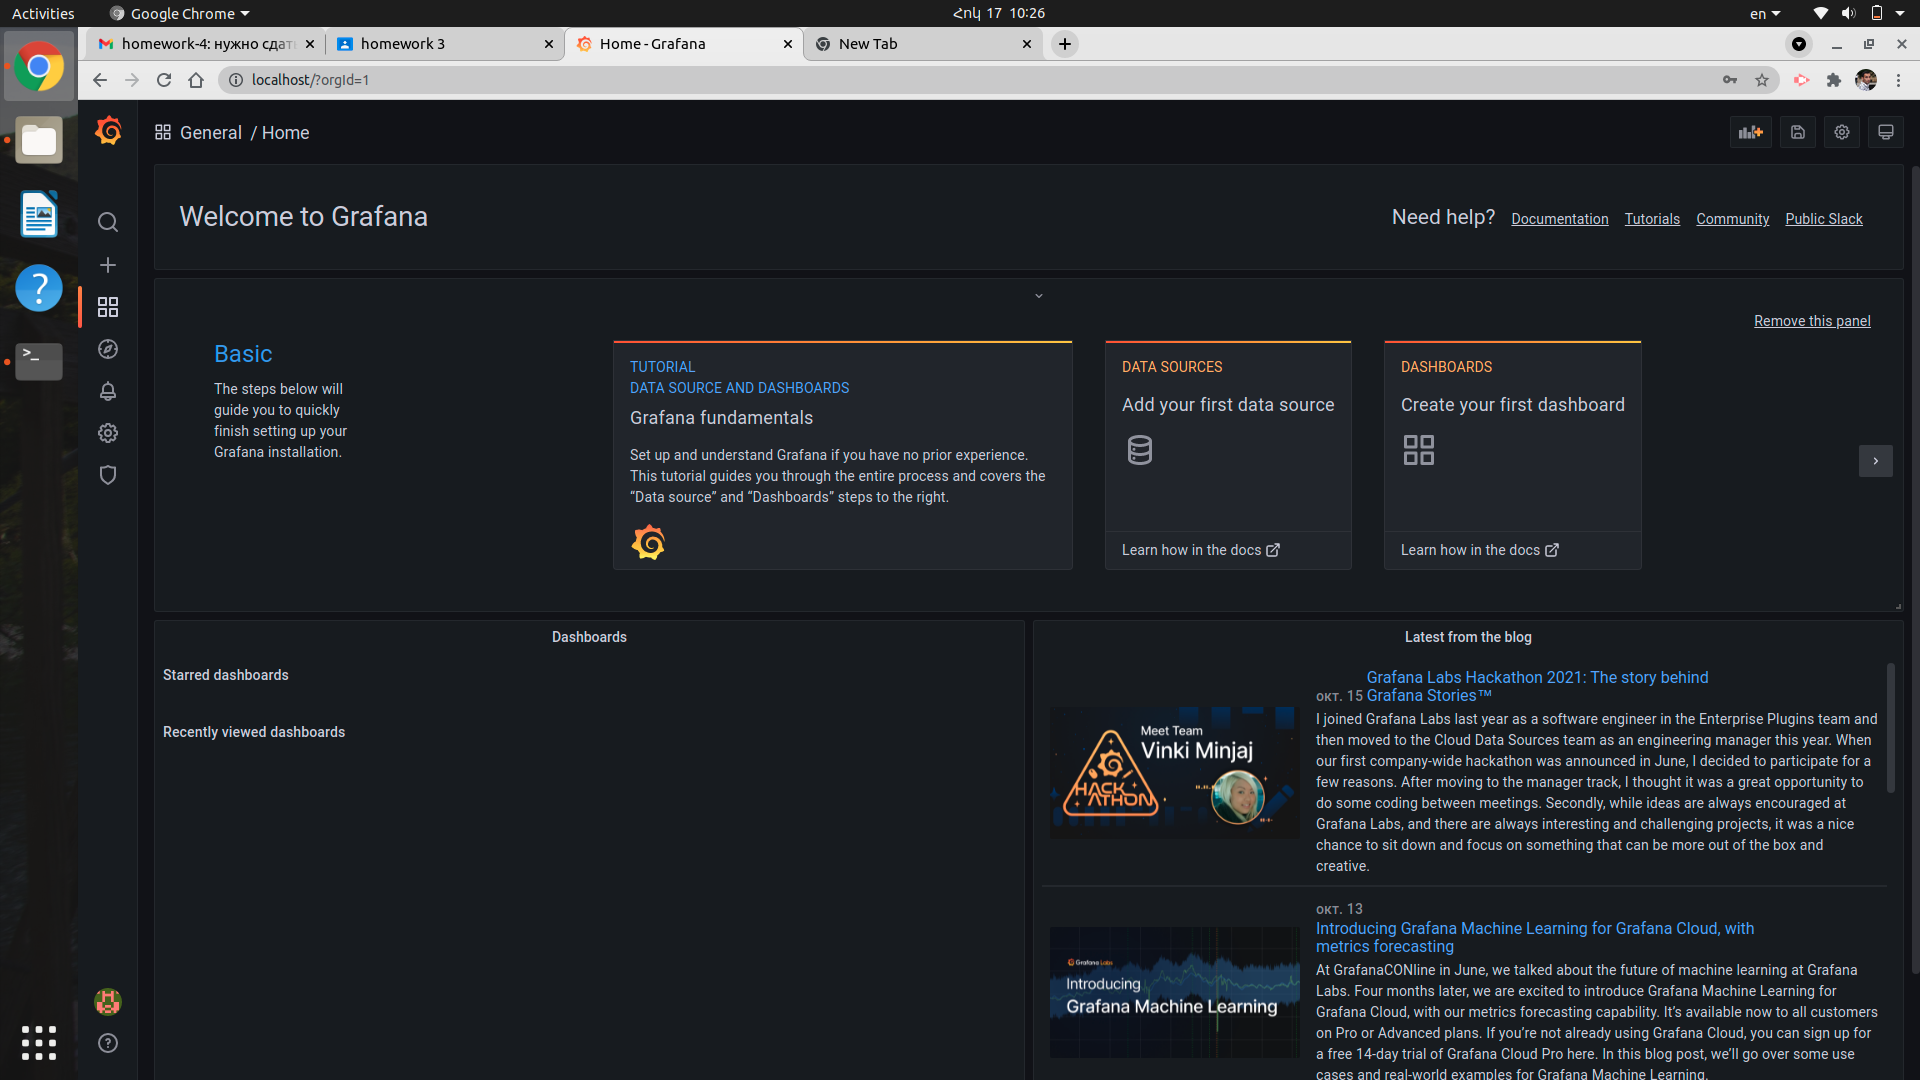 Activities
Google Chrome
Հոկ 17 10:26
en
homework-4: нужно сдат
homework 3
Home - Grafana
New Tab
localhost/?orgId=1
General / Home
Welcome to Grafana
Need help? Documentation Tutorials Community Public Slack
Remove this panel
Basic
The steps below will
guide you to quickly
finish setting up your
Grafana installation.
TUTORIAL
DATA SOURCE AND DASHBOARDS
Grafana fundamentals
Set up and understand Grafana if you have no prior experience.
This tutorial guides you through the entire process and covers the
“Data source” and “Dashboards” steps to the right.
DATA SOURCES
Add your first data source
Learn how in the docs
DASHBOARDS
Create your first dashboard
Learn how in the docs
Dashboards
Starred dashboards
Recently viewed dashboards
Latest from the blog
Meet Team
Vinki Minjaj
HACK
ATHON
окт. 15 Grafana Labs Hackathon 2021: The story behind
Grafana Stories™
I joined Grafana Labs last year as a software engineer in the Enterprise Plugins team and
then moved to the Cloud Data Sources team as an engineering manager this year. When
our first company-wide hackathon was announced in June, I decided to participate for a
few reasons. After moving to the manager track, I thought it was a great opportunity to
do some coding between meetings. Secondly, while ideas are always encouraged at
Grafana Labs, and there are always interesting and challenging projects, it was a nice
chance to sit down and focus on something that can be more out of the box and
creative.
Grafana Labs
Introducing
Grafana Machine Learning
окт. 13
Introducing Grafana Machine Learning for Grafana Cloud, with
metrics forecasting
At GrafanaCONline in June, we talked about the future of machine learning at Grafana
Labs. Four months later, we are excited to introduce Grafana Machine Learning for
Grafana Cloud, with our metrics forecasting capability. It’s available now to all customers
on Pro or Advanced plans. If you’re not already using Grafana Cloud, you can sign up for
a free 14-day trial of Grafana Cloud Pro here. In this blog post, we’ll go over some use
cases and real-world examples for Grafana Machine Learning.